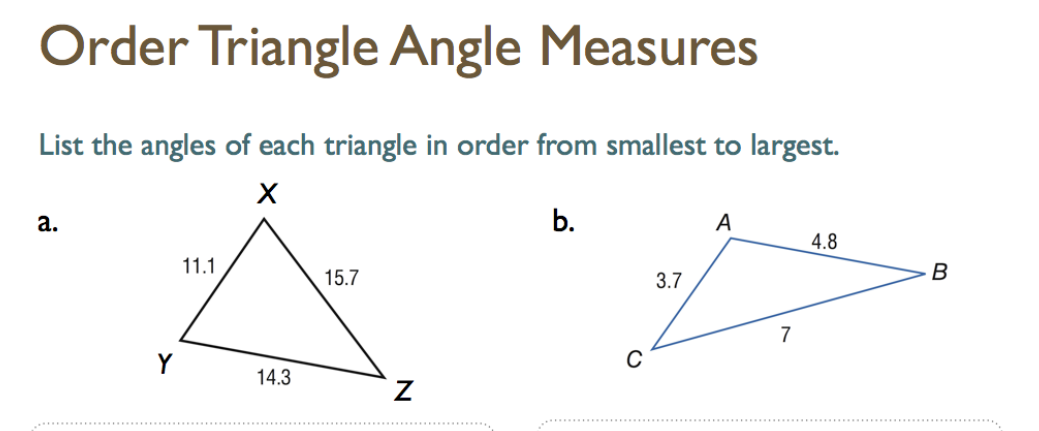 Order Triangle Angle Measures
List the angles of each triangle in order from smallest to largest.
a.
X
11.1
15.7
Y
14.3
Z
b.
A
4.8
B
3.7
7
C